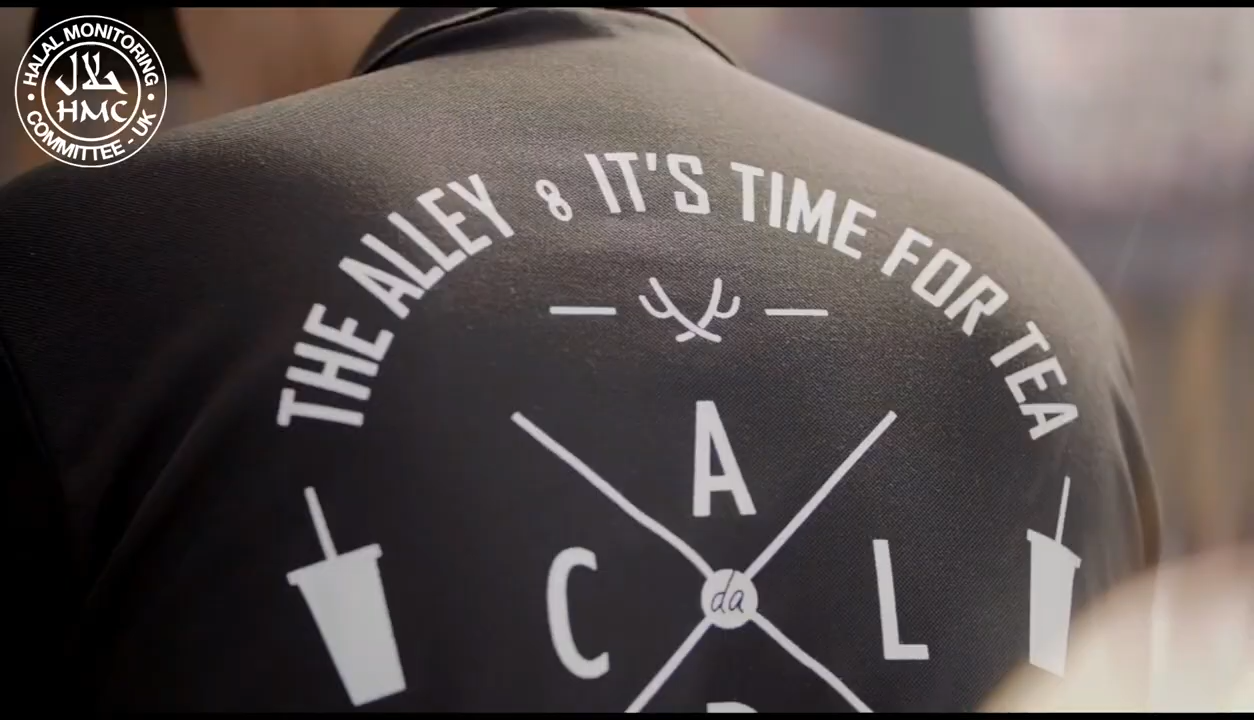 HALAL MONITORING
حلال
HMC
COMMITTEE - UK
THE ALLEY & IT'S TIME FOR TEA
A
C da L